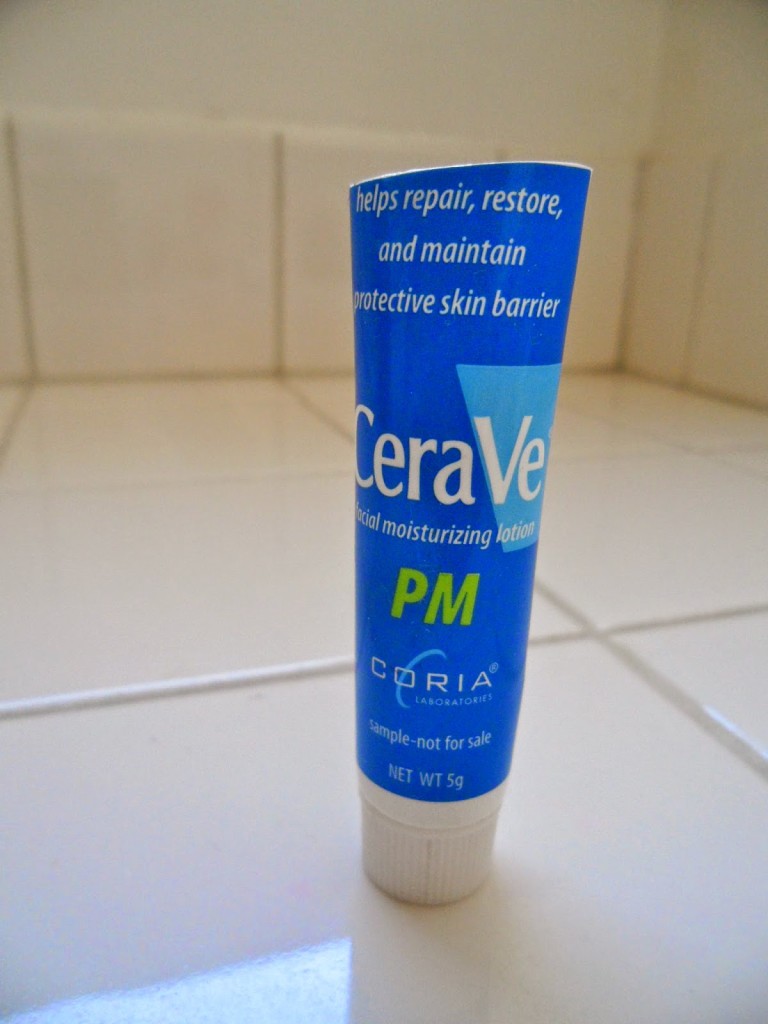 helps repair, restore,
and maintain
protective skin barrier
CeraVe
facial moisturizing lotion
PM
CORIA®
LABORATORIES
sample-not for sale
NET WT 5g